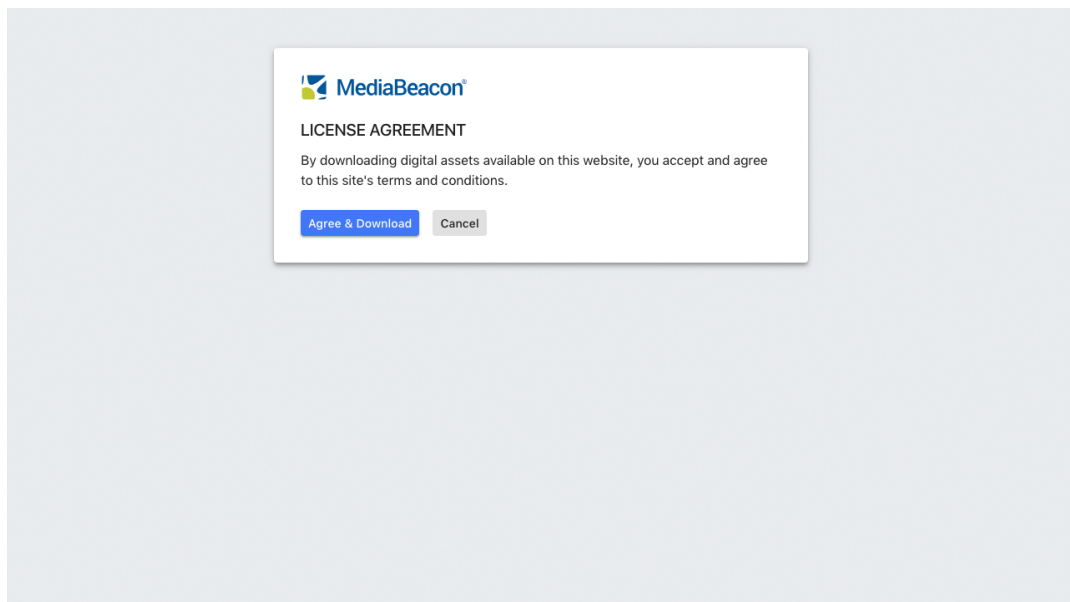 MediaBeacon®
LICENSE AGREEMENT
By downloading digital assets available on this website, you accept and agree
to this site's terms and conditions.
Agree & Download
Cancel